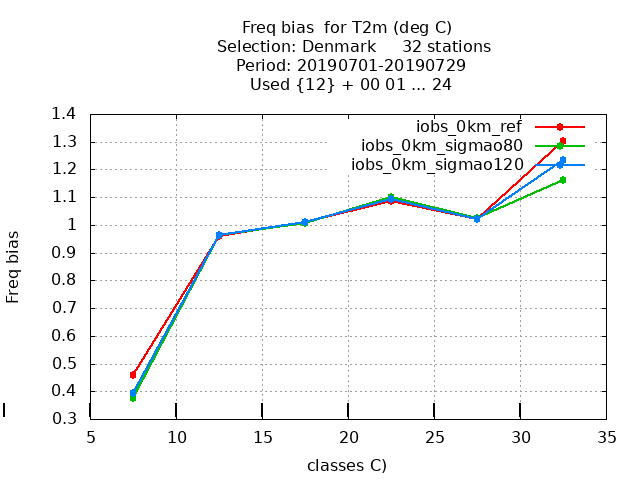 Freq bias  for T2m (deg C)
Selection: Denmark     32 stations
Period: 20190701-20190729
Used {12} + 00 01 ... 24
iobs_0km_ref
iobs_0km_sigmao80
iobs_0km_sigmao120
1.4
1.3
1.2
1.1
1
0.9
0.8
0.7
0.6
0.5
0.4
0.3
Freq bias
5 10 15 20 25 30 35
classes C)